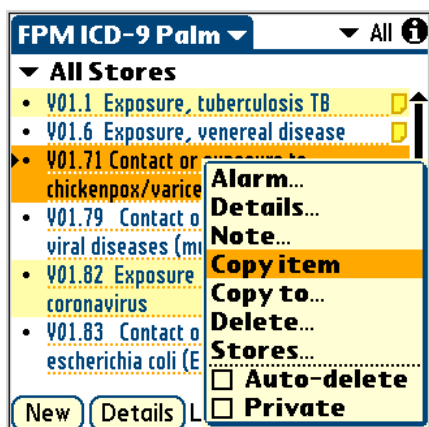 FPM ICD-9 Palm
All
All Stores
• V01.1 Exposure, tuberculosis TB
• V01.6 Exposure, venereal disease
• V01.71 Contact or exposure to
chickenpox/varice
• V01.79 Contact o
viral diseases (mu
• V01.82 Exposure
coronavirus
• V01.83 Contact o
escherichia coli (E
Alarm...
Details...
Note...
Copy item
Copy to...
Delete...
Stores...
Auto-delete
Private
New Details L